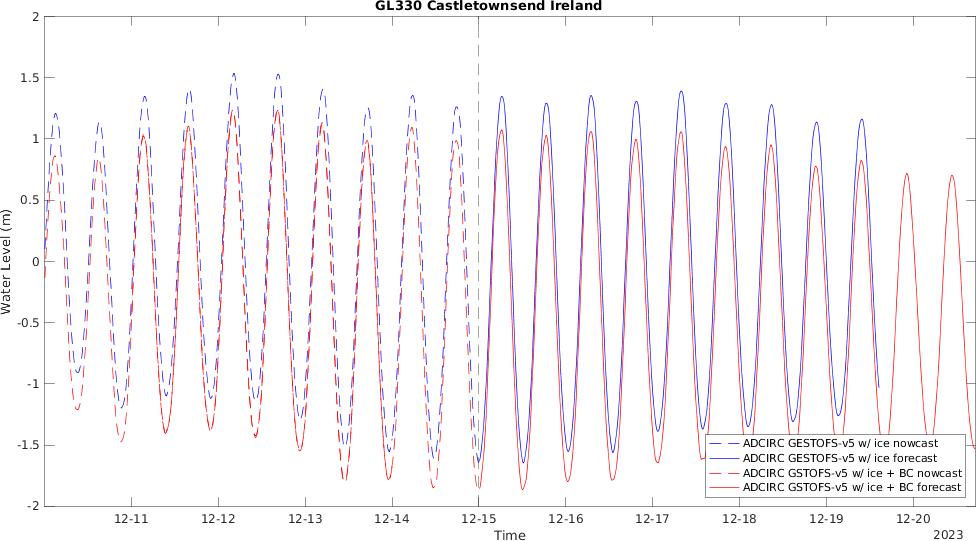 GL330 Castletownsend Ireland
2
1.5
1
0.5
0
-0.5
-1
-1.5
-2
Water Level (m)
ADCIRC GESTOFS-v5 w/ ice nowcast
ADCIRC GESTOFS-v5 w/ ice forecast
ADCIRC GSTOFS-v5 w/ ice + BC nowcast
ADCIRC GSTOFS-v5 w/ ice + BC forecast
12-11 12-12 12-13 12-14 12-15 12-16 12-17 12-18 12-19 12-20
Time
2023